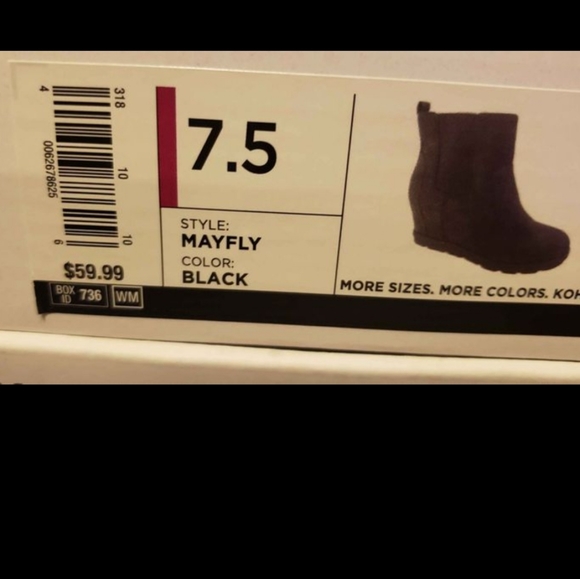 4 0062678625 6
318 10 10
$59.99
BOX ID 736 WM
7.5
STYLE:
MAYFLY
COLOR:
BLACK
MORE SIZES. MORE COLORS.